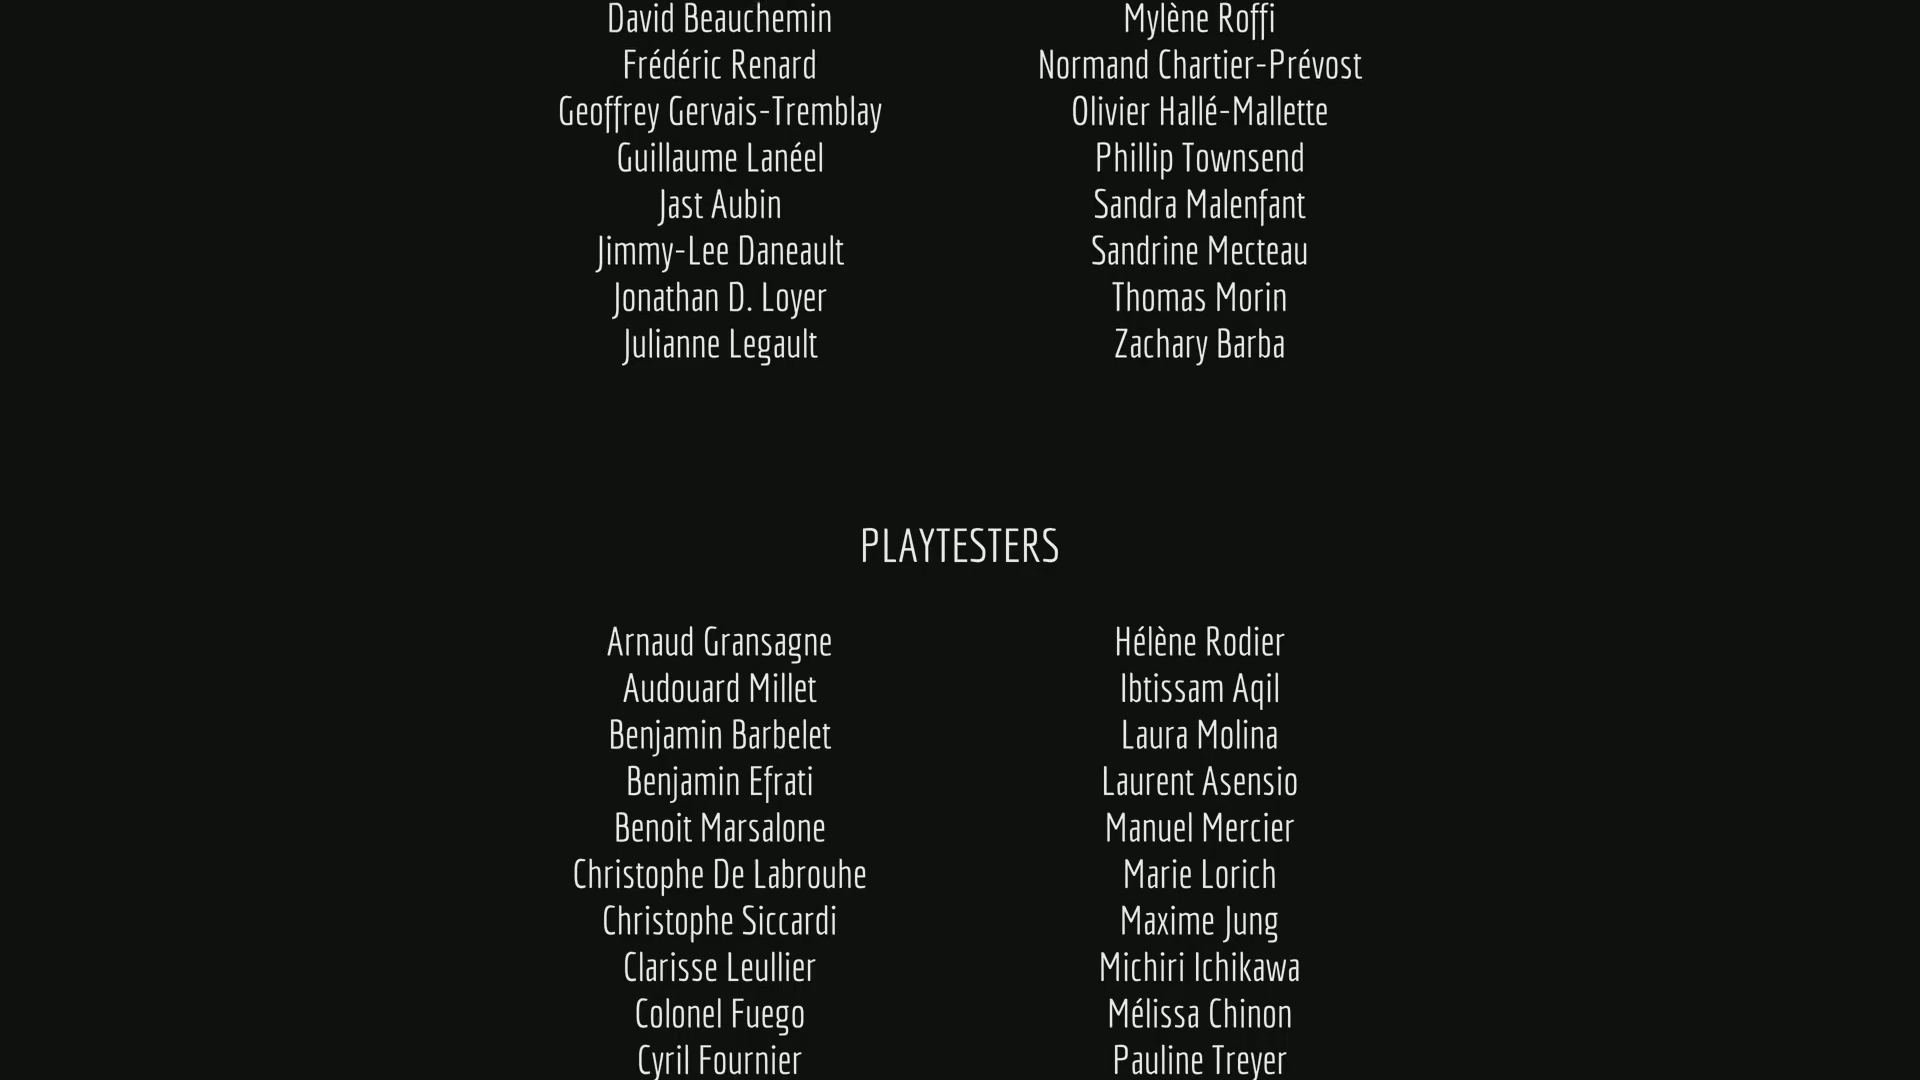 David Beauchemin
Frédéric Renard
Geoffrey Gervais-Tremblay
Guillaume Lanéel
Jast Aubin
Jimmy-Lee Daneault
Jonathan D. Loyer
Julianne Legault
Mylène Roffi
Normand Chartier-Prévost
Olivier Hallé-Mallette
Phillip Townsend
Sandra Malenfant
Sandrine Mecteau
Thomas Morin
Zachary Barba
PLAYTESTERS
Arnaud Gransagne
Audouard Millet
Benjamin Barbelet
Benjamin Efrati
Benoit Marsalone
Christophe De Labrouhe
Christophe Siccardi
Clarisse Leullier
Colonel Fuego
Cyril Fournier
Hélène Rodier
Ibtissam Aqil
Laura Molina
Laurent Asensio
Manuel Mercier
Marie Lorich
Maxime Jung
Michiri Ichikawa
Mélissa Chinon
Pauline Treyer